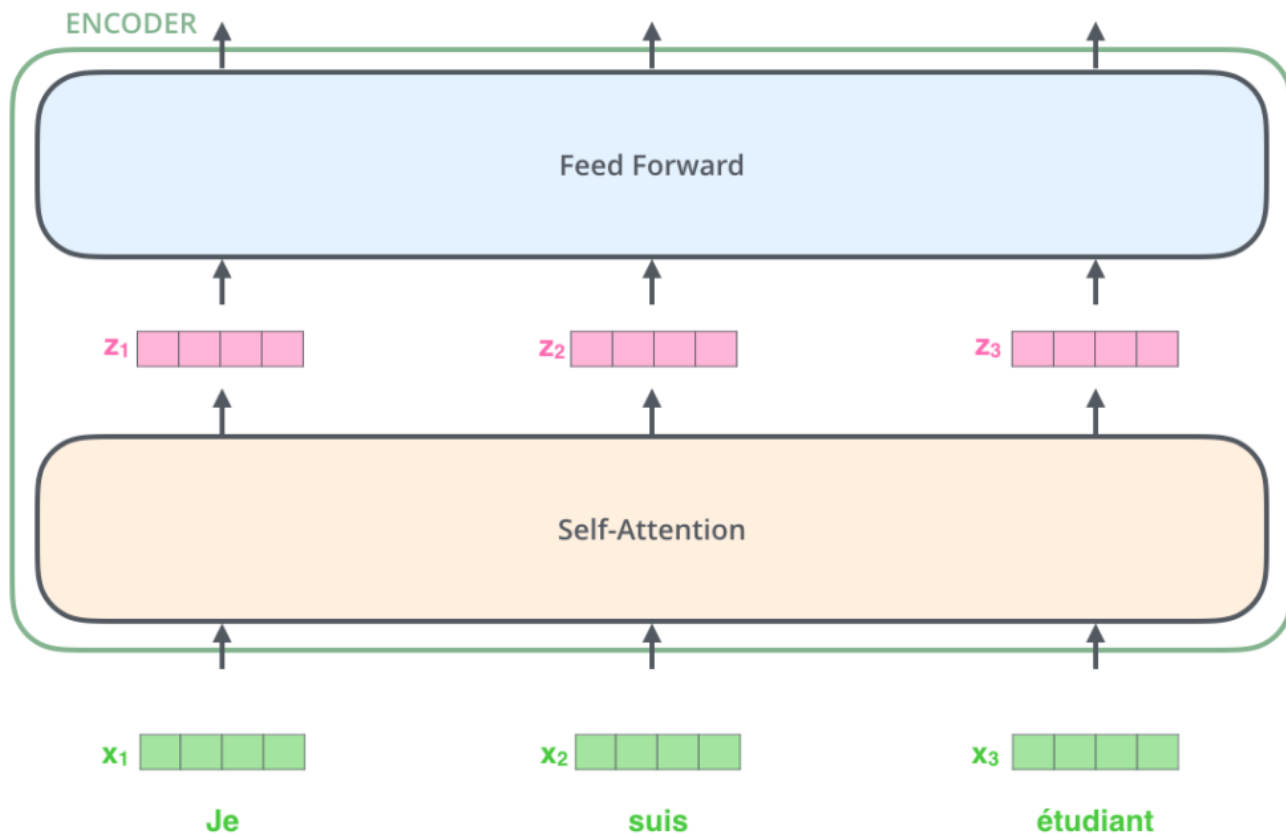 ENCODER
Feed Forward
z₁ z₂ z₃
Self-Attention
x₁ x₂ x₃
Je suis étudiant